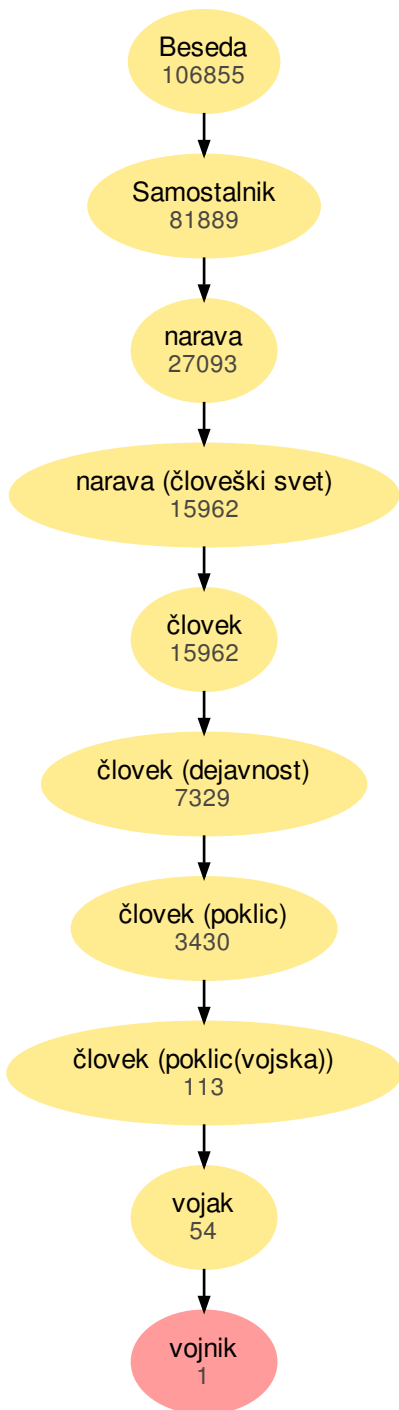 Beseda
106855
Samostalnik
81889
narava
27093
narava (človeški svet)
15962
človek
15962
človek (dejavnost)
7329
človek (poklic)
3430
človek (poklic(vojska))
113
vojak
54
vojnik
1